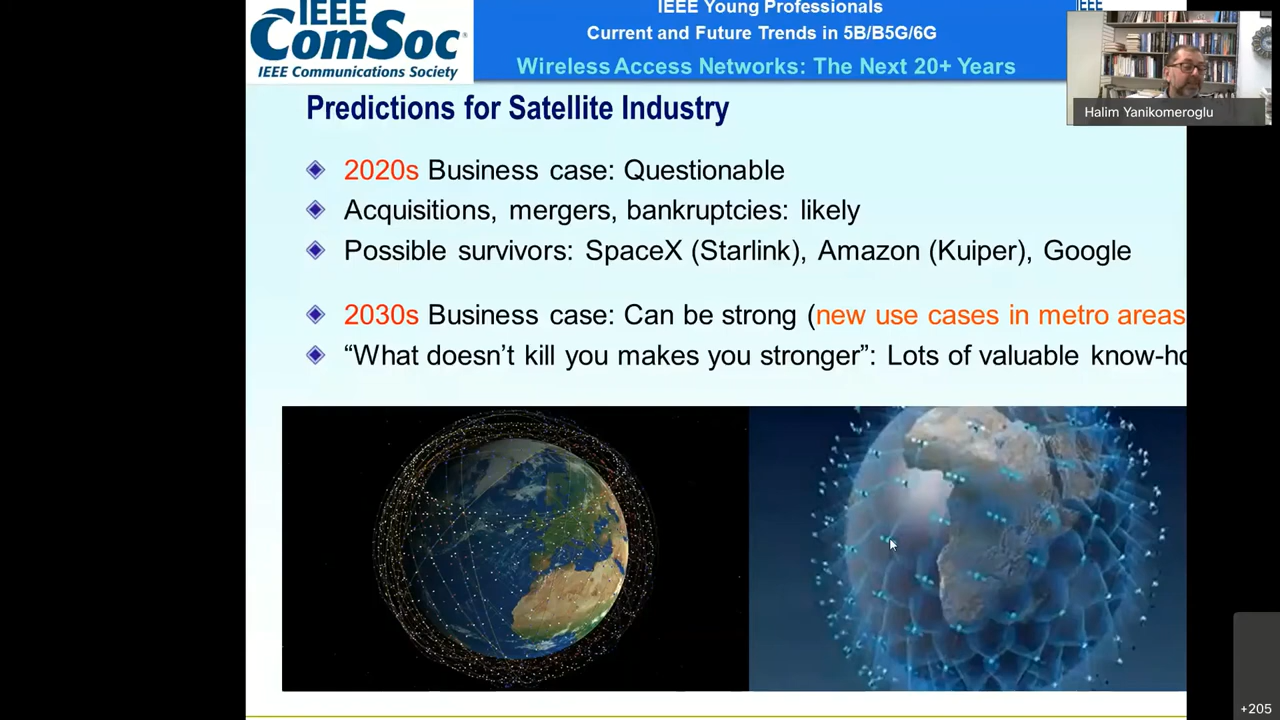 IEEE
ComSoc®
IEEE Communications Society
IEEE Young Professionals
Current and Future Trends in 5B/B5G/6G
Wireless Access Networks: The Next 20+ Years
IEEE
Halim Yanikomeroglu
Predictions for Satellite Industry
2020s Business case: Questionable
Acquisitions, mergers, bankruptcies: likely
Possible survivors: SpaceX (Starlink), Amazon (Kuiper), Google
2030s Business case: Can be strong (new use cases in metro areas
“What doesn’t kill you makes you stronger”: Lots of valuable know-ho
+205